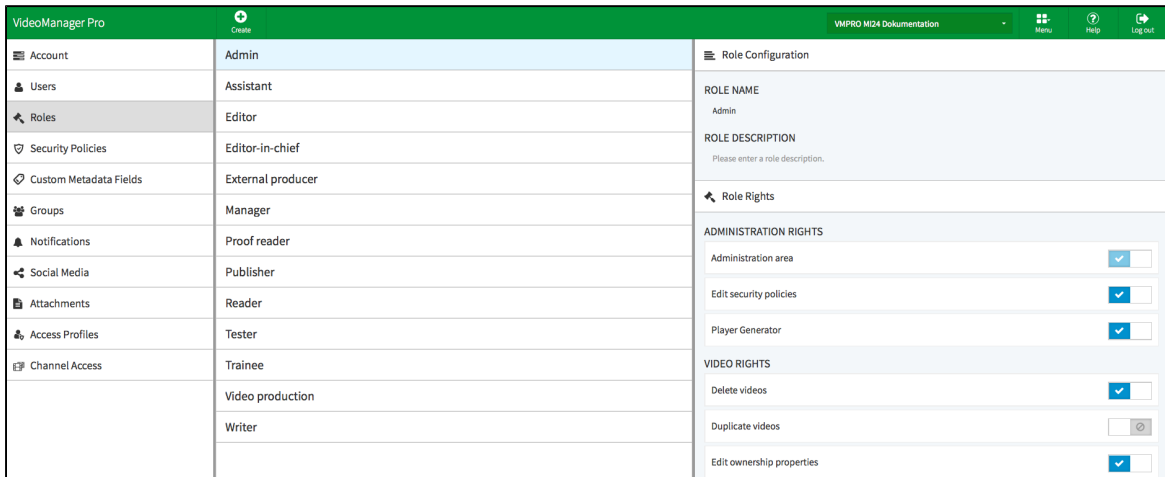 VideoManager Pro
Create
VMPRO MI24 Dokumentation
Menu
Help
Log out
Account
Users
Roles
Security Policies
Custom Metadata Fields
Groups
Notifications
Social Media
Attachments
Access Profiles
Channel Access
Admin
Assistant
Editor
Editor-in-chief
External producer
Manager
Proof reader
Publisher
Reader
Tester
Trainee
Video production
Writer
Role Configuration
ROLE NAME
Admin
ROLE DESCRIPTION
Please enter a role description.
Role Rights
ADMINISTRATION RIGHTS
Administration area
Edit security policies
Player Generator
VIDEO RIGHTS
Delete videos
Duplicate videos
Edit ownership properties